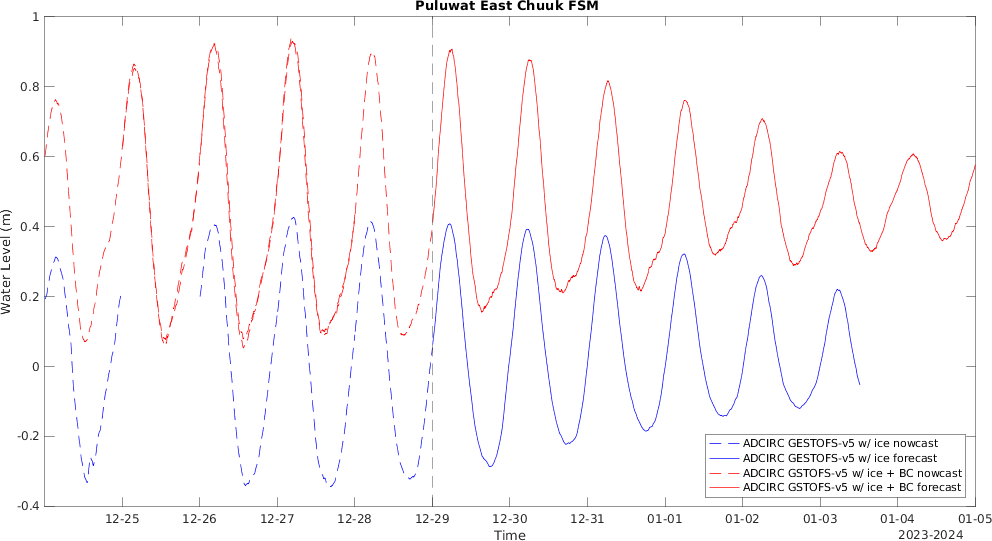 Puluwat East Chuuk FSM
1
0.8
0.6
0.4
0.2
0
-0.2
-0.4
Water Level (m)
12-25 12-26 12-27 12-28 12-29 12-30 12-31 01-01 01-02 01-03 01-04 01-05
Time
2023-2024
ADCIRC GESTOFS-v5 w/ ice nowcast
ADCIRC GESTOFS-v5 w/ ice forecast
ADCIRC GSTOFS-v5 w/ ice + BC nowcast
ADCIRC GSTOFS-v5 w/ ice + BC forecast